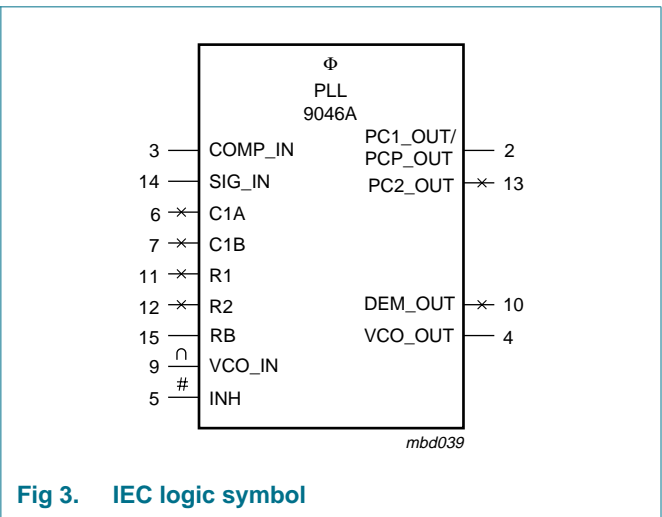 Φ
PLL
9046A
3 COMP_IN
14 SIG_IN
6 C1A
7 C1B
11 R1
12 R2
15 RB
9 ∩ VCO_IN
5 # INH
PC1_OUT/
PCP_OUT 2
PC2_OUT 13
DEM_OUT 10
VCO_OUT 4
mbd039
Fig 3. IEC logic symbol